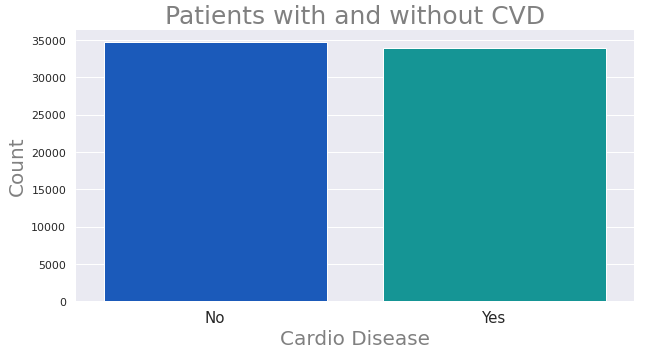 Patients with and without CVD
35000
30000
25000
20000
15000
10000
5000
0
Count
No Yes
Cardio Disease